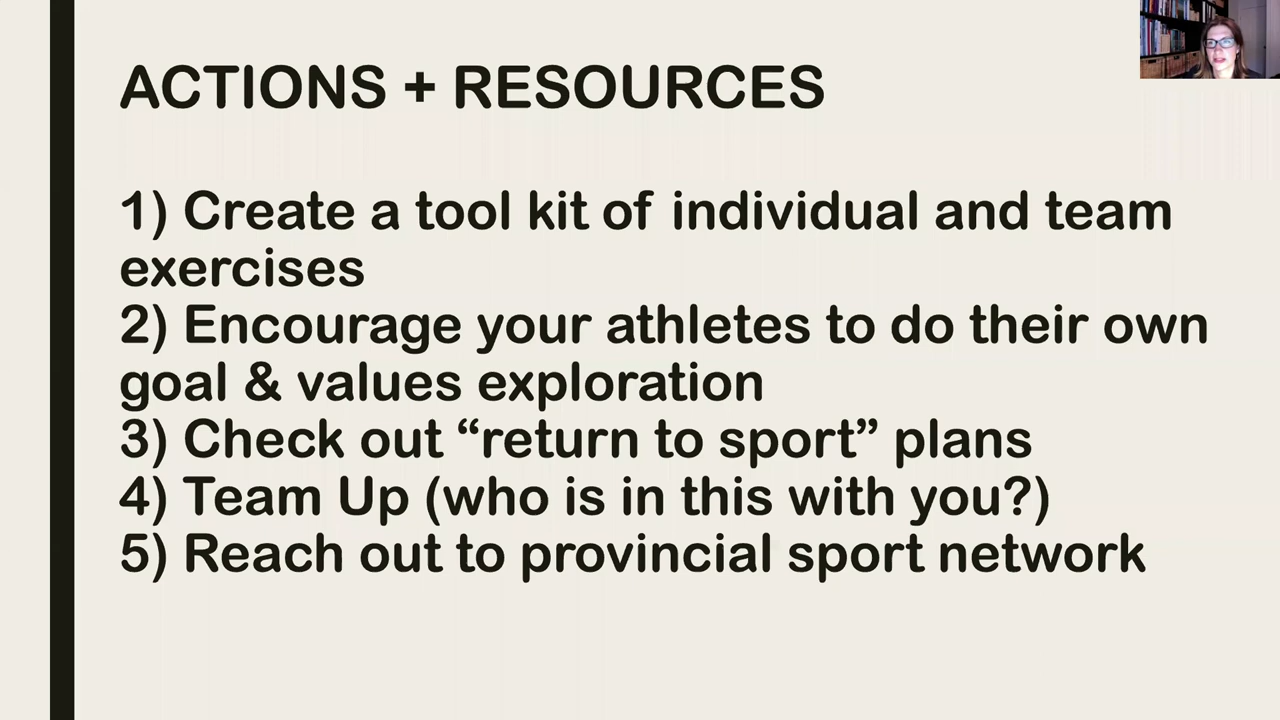 ACTIONS + RESOURCES
1) Create a tool kit of individual and team
exercises
2) Encourage your athletes to do their own
goal & values exploration
3) Check out “return to sport” plans
4) Team Up (who is in this with you?)
5) Reach out to provincial sport network